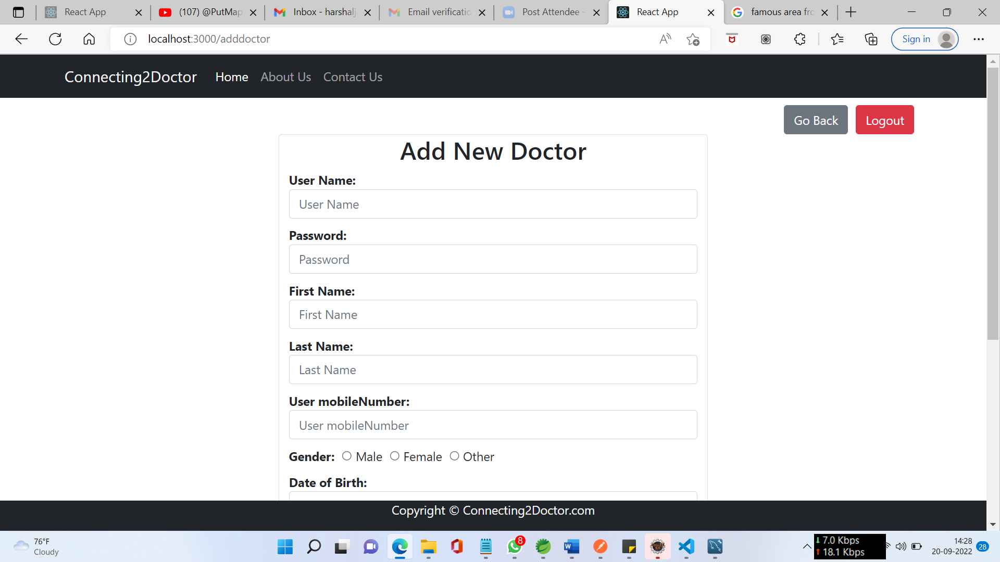 React App
(107) @PutMap
Inbox - harshalj
Email verificatio
Post Attendee -
React App
famous area fro
localhost:3000/adddoctor
Sign in
Connecting2Doctor Home About Us Contact Us
Go Back Logout
Add New Doctor
User Name:
User Name
Password:
Password
First Name:
First Name
Last Name:
Last Name
User mobileNumber:
User mobileNumber
Gender: Male Female Other
Date of Birth:
Copyright © Connecting2Doctor.com
76°F
Cloudy
8
↓ 7.0 Kbps
↑ 18.1 Kbps
14:28
20-09-2022
28